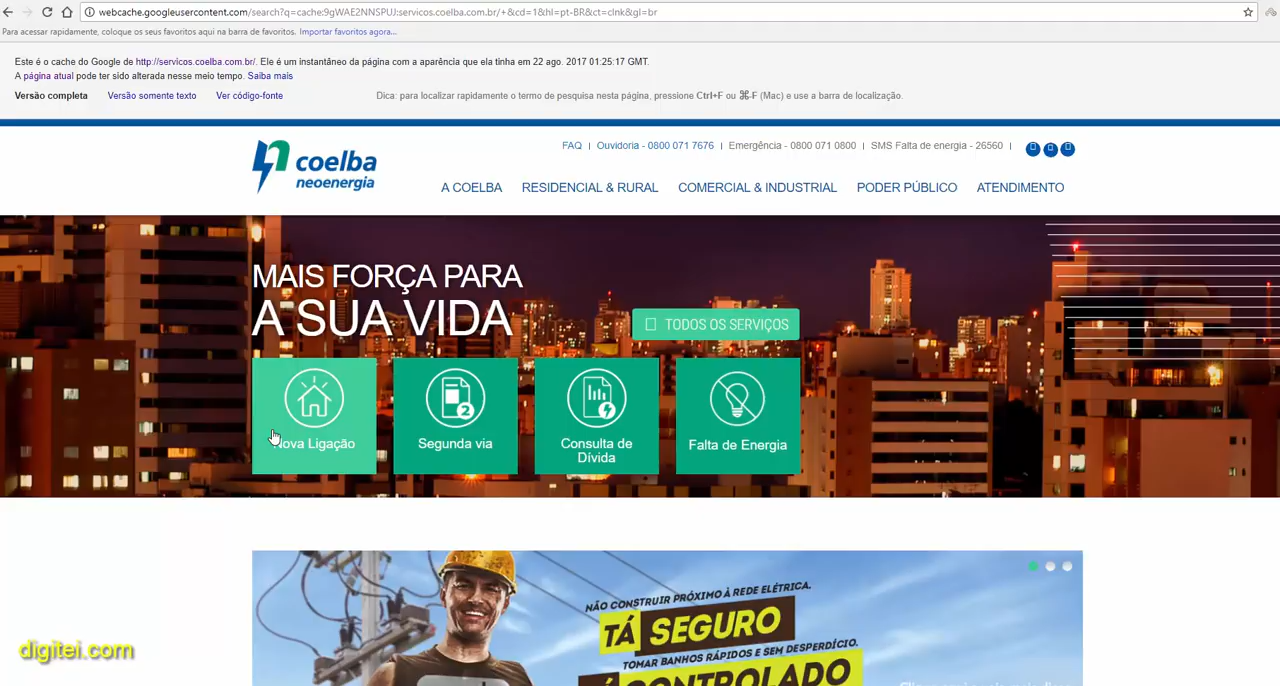 webcache.googleusercontent.com/search?q=cache:9gWAE2NNSPUJ:servicos.coelba.com.br/+&cd=1&hl=pt-BR&ct=clnk&gl=br
Para acessar rapidamente, coloque os seus favoritos aqui na barra de favoritos. Importar favoritos agora...
Este é o cache do Google de http://servicos.coelba.com.br/. Ele é um instantâneo da página com a aparência que ela tinha em 22 ago. 2017 01:25:17 GMT.
A página atual pode ter sido alterada nesse meio tempo. Saiba mais
Versão completa Versão somente texto Ver código-fonte Dica: para localizar rapidamente o termo de pesquisa nesta página, pressione Ctrl+F ou ⌘-F (Mac) e use a barra de localização.
coelba
neoenergia
FAQ | Ouvidoria - 0800 071 7676 | Emergência - 0800 071 0800 | SMS Falta de energia - 26560 |
A COELBA RESIDENCIAL & RURAL COMERCIAL & INDUSTRIAL PODER PÚBLICO ATENDIMENTO
MAIS FORÇA PARA
A SUA VIDA
TODOS OS SERVIÇOS
Nova Ligação
Segunda via
Consulta de
Dívida
Falta de Energia
NÃO CONSTRUIR PRÓXIMO À REDE ELÉTRICA.
TÁ SEGURO
TOMAR BANHOS RÁPIDOS E SEM DESPERDÍCIO.
TÁ CONTROLADO
digitei.com